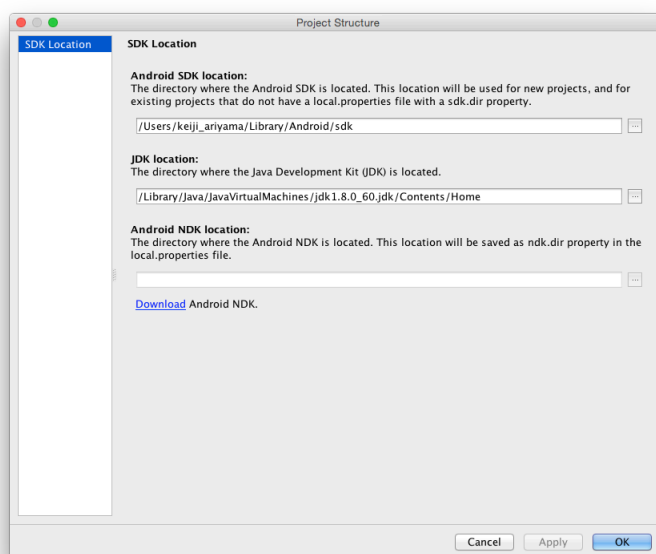 Project Structure
SDK Location
SDK Location
Android SDK location:
The directory where the Android SDK is located. This location will be used for new projects, and for
existing projects that do not have a local.properties file with a sdk.dir property.
/Users/keiji_ariyama/Library/Android/sdk
...
JDK location:
The directory where the Java Development Kit (JDK) is located.
/Library/Java/JavaVirtualMachines/jdk1.8.0_60.jdk/Contents/Home
...
Android NDK location:
The directory where the Android NDK is located. This location will be saved as ndk.dir property in the
local.properties file.
...
Download Android NDK.
Cancel
Apply
OK